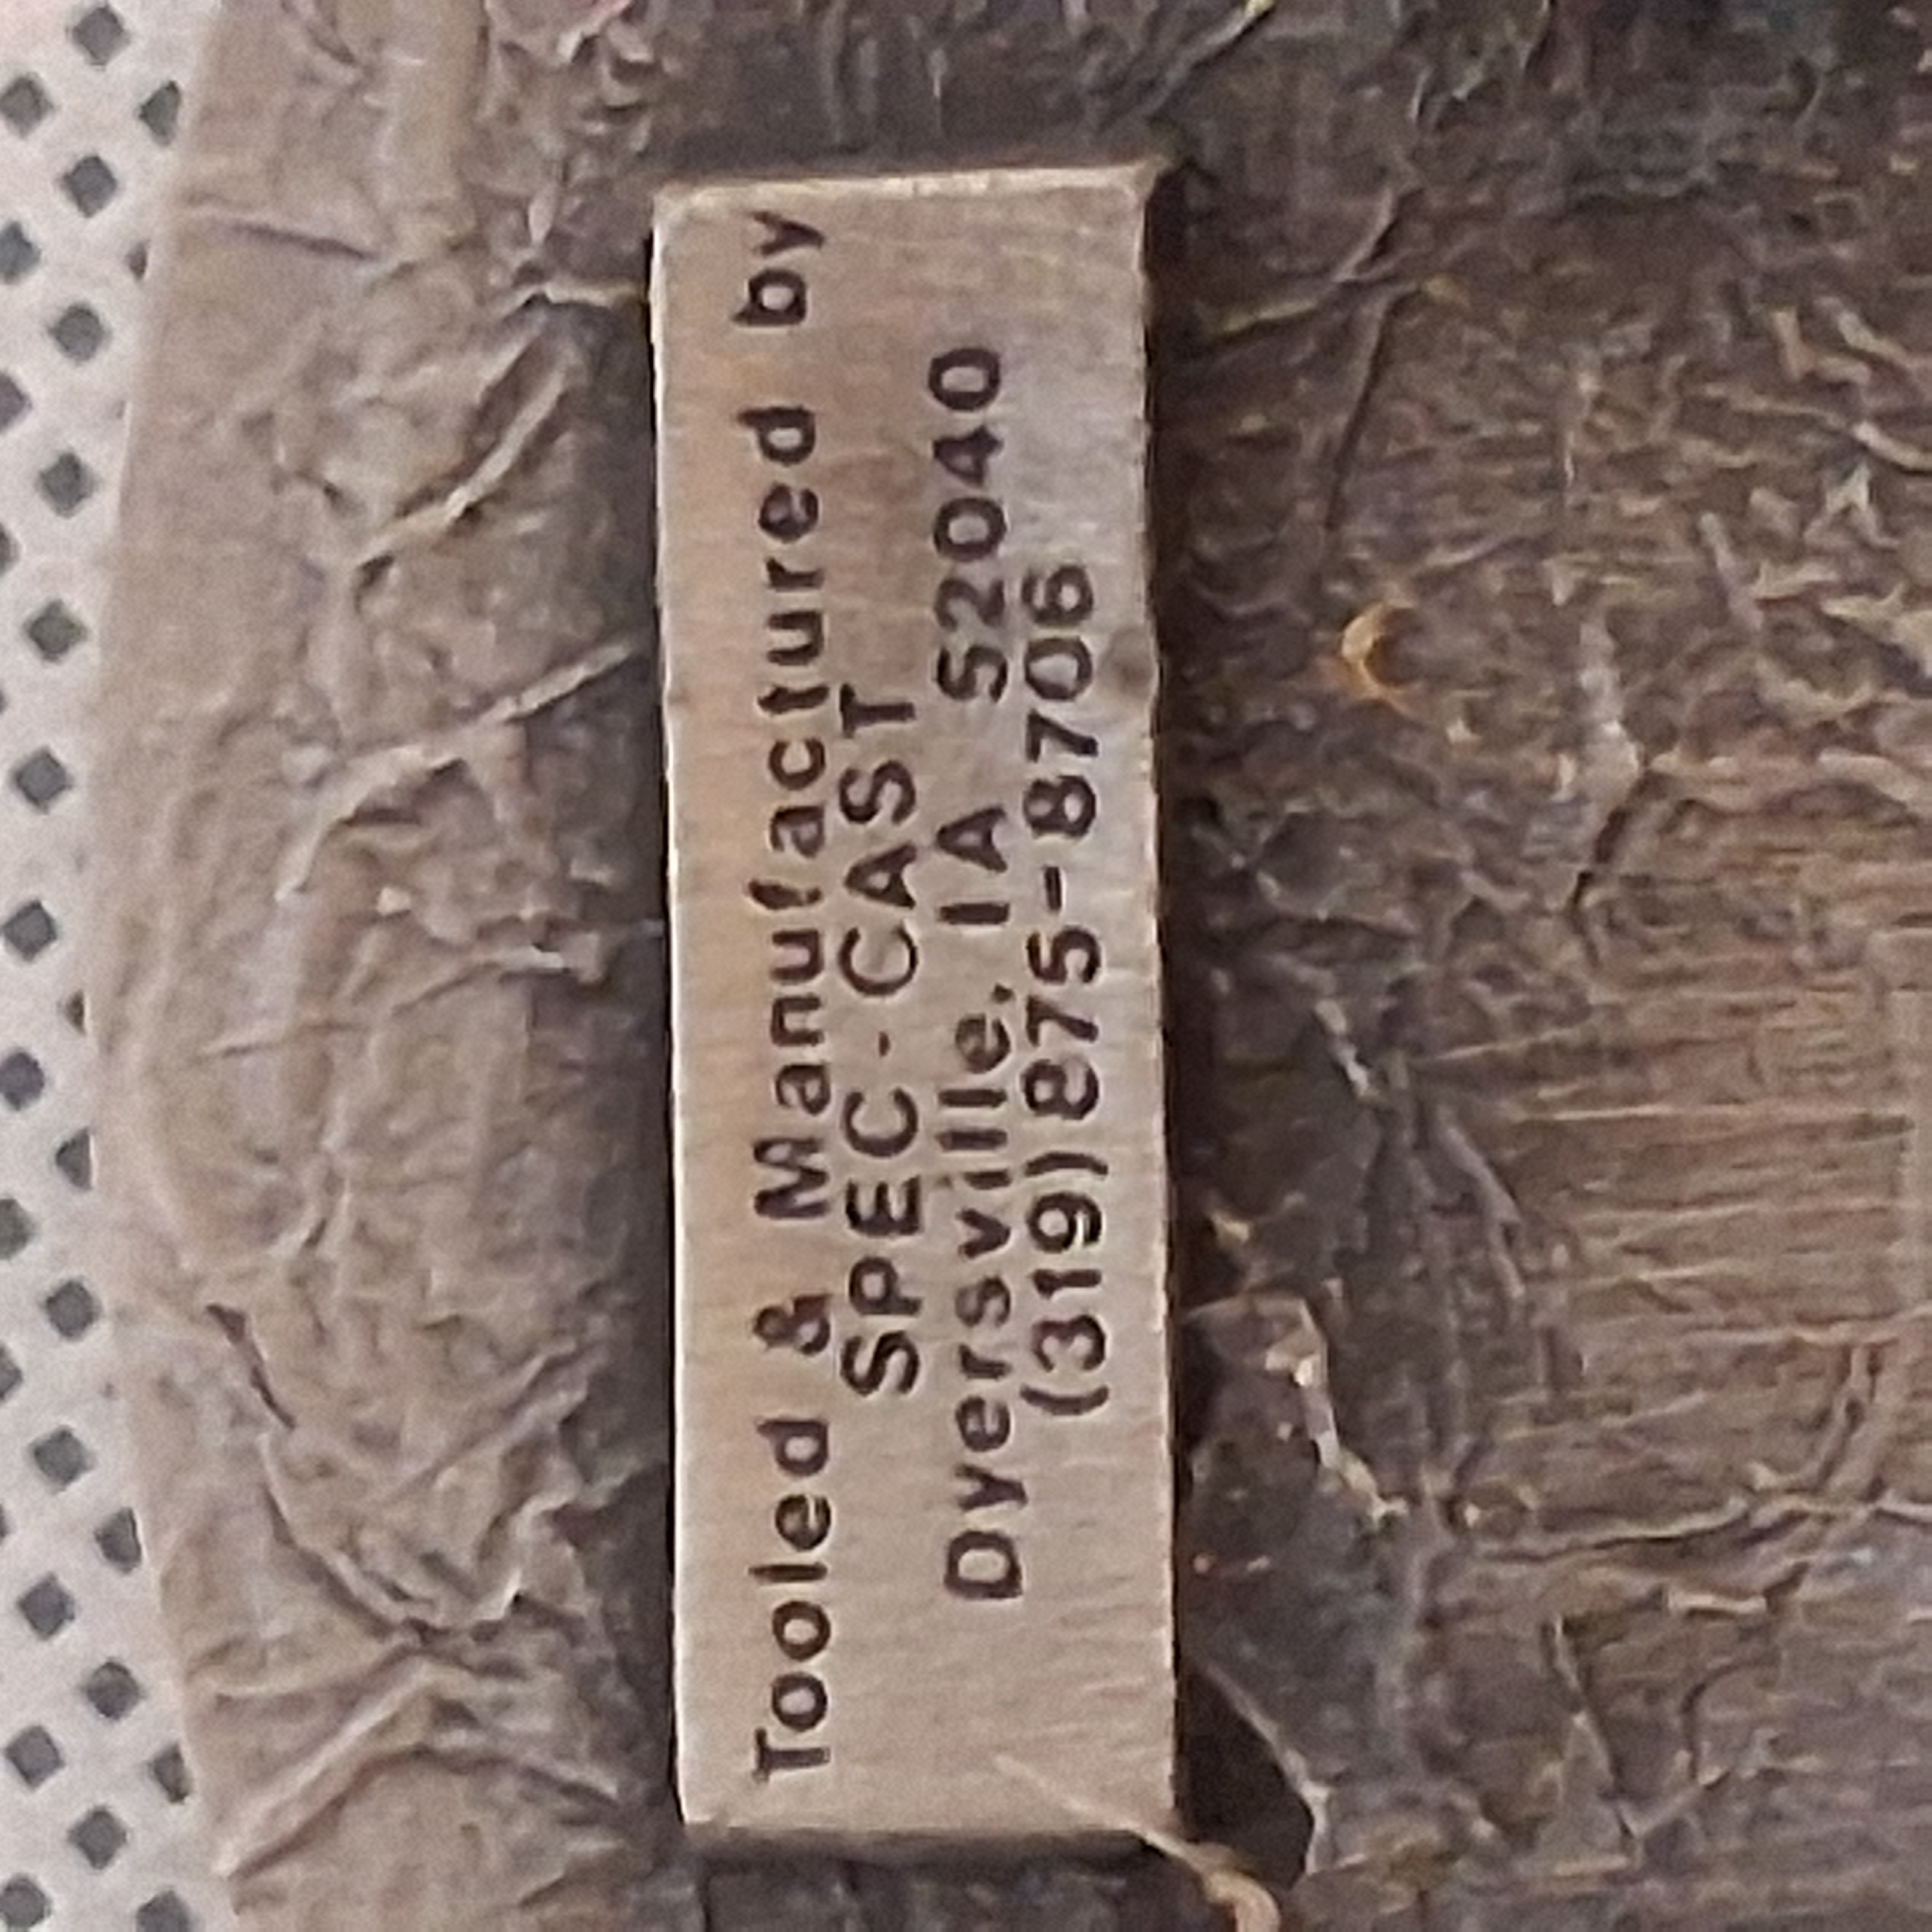 Tooled & Manufactured by
SPEC-CAST
Dyersville, IA 52040
(319)875-8706